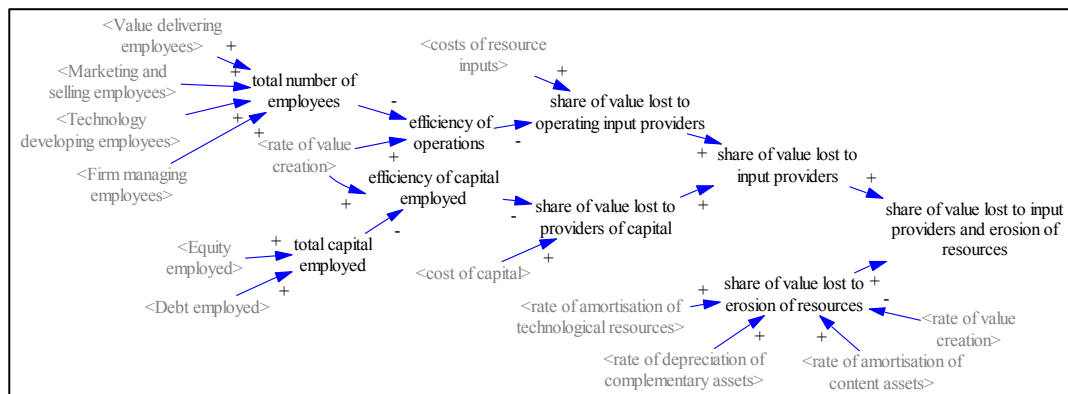 <Value delivering
employees>
+
<Marketing and
selling employees>
+
<Technology
developing employees>
+
<Firm managing
employees>
+
total number of
employees
-
<rate of value
creation>
+
+
efficiency of
operations
-
<costs of resource
inputs>
+
share of value lost to
operating input providers
+
efficiency of capital
employed
-
<Equity
employed>
+
<Debt employed>
+
total capital
employed
-
<cost of capital>
+
share of value lost to
providers of capital
+
share of value lost to
input providers
+
share of value lost to input
providers and erosion of
resources
+
share of value lost to
erosion of resources
<rate of amortisation of
technological resources>
+
<rate of depreciation of
complementary assets>
+
<rate of amortisation of
content assets>
+
<rate of value
creation>
-